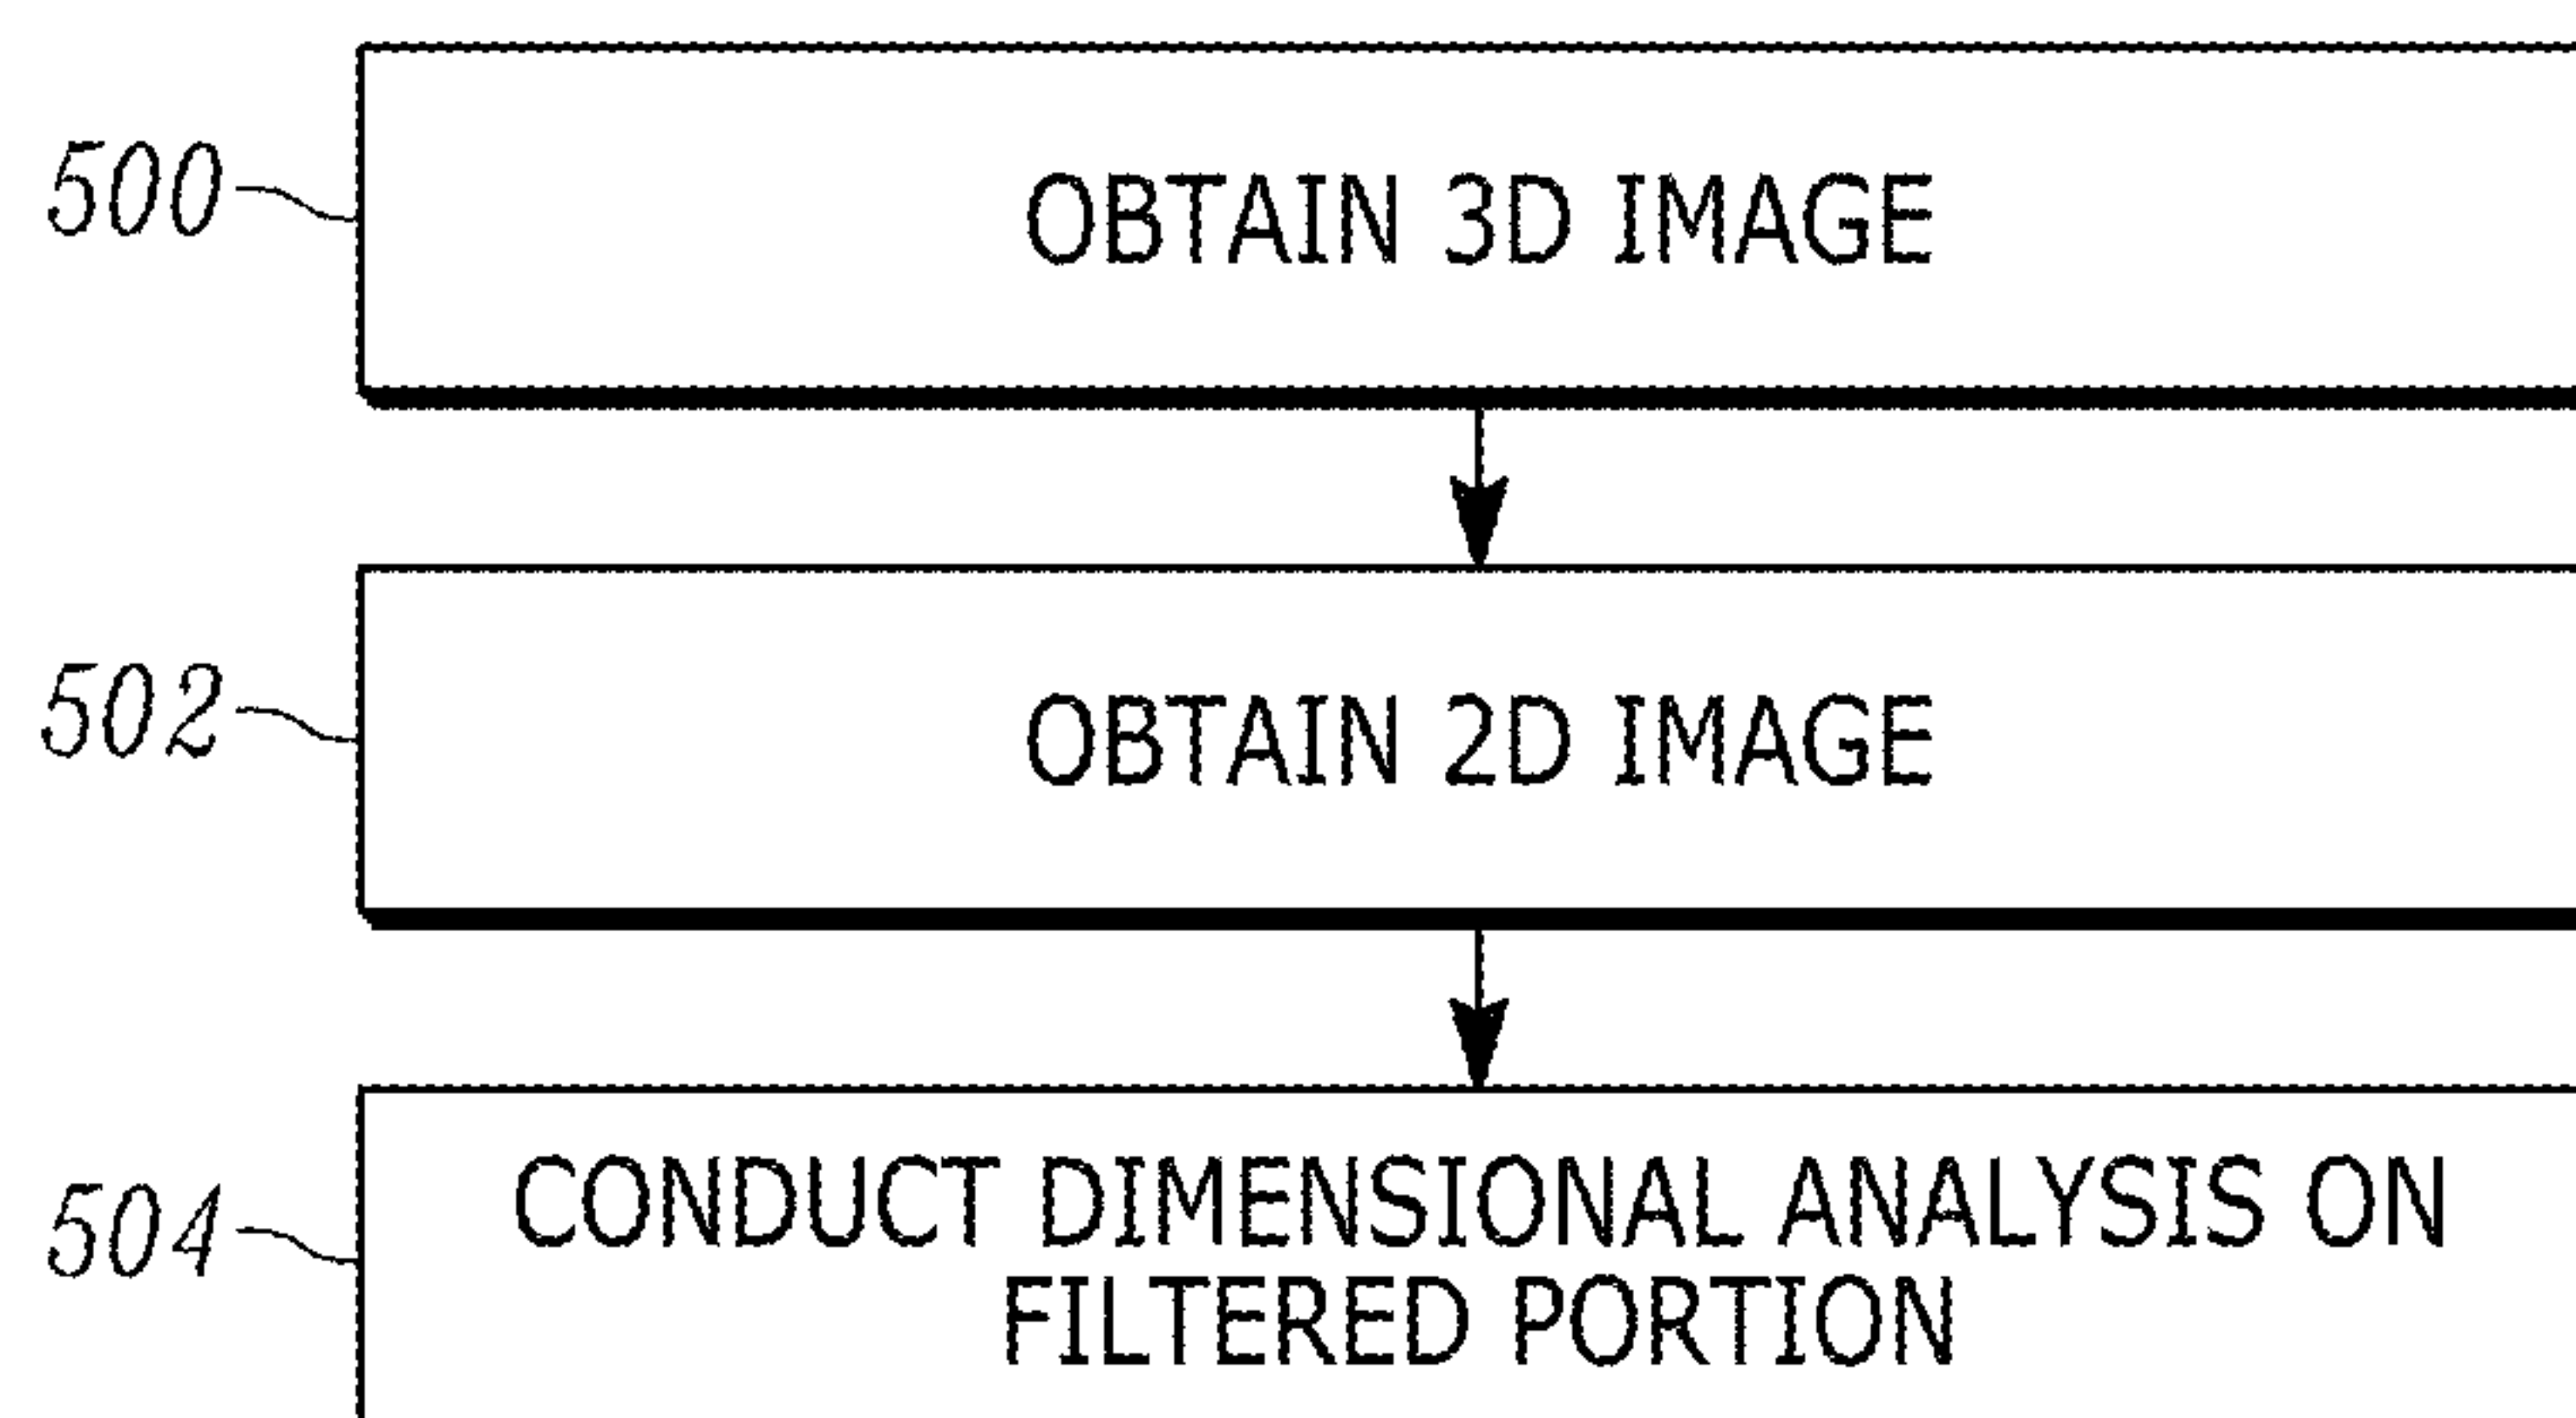 500
OBTAIN 3D IMAGE
502
OBTAIN 2D IMAGE
504
CONDUCT DIMENSIONAL ANALYSIS ON
FILTERED PORTION